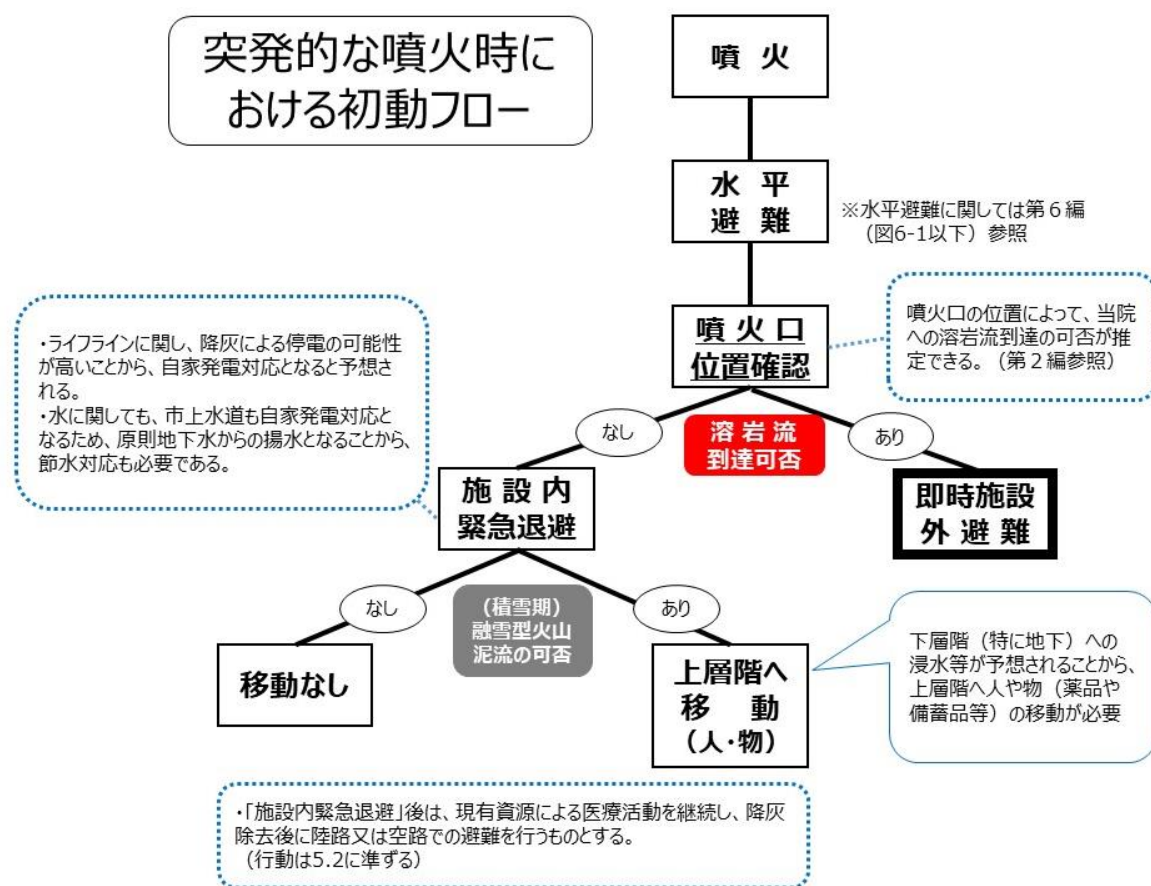 突発的な噴火時に
おける初動フロー
噴 火
水 平
避 難
※水平避難に関しては第６編
（図6-1以下）参照
噴 火 口
位置確認
噴火口の位置によって、当院
への溶岩流到達の可否が推
定できる。（第２編参照）
・ライフラインに関し、降灰による停電の可能性
が高いことから、自家発電対応となると予想さ
れる。
・水に関しても、市上水道も自家発電対応と
なるため、原則地下水からの揚水となることから、
節水対応も必要である。
なし
溶 岩 流
到達可否
あり
施 設 内
緊急退避
即時施設
外 避 難
なし
（積雪期）
融雪型火山
泥流の可否
あり
移動なし
上層階へ
移 動
（人・物）
下層階（特に地下）への
浸水等が予想されることから、
上層階へ人や物（薬品や
備蓄品等）の移動が必要
・「施設内緊急退避」後は、現有資源による医療活動を継続し、降灰
除去後に陸路又は空路での避難を行うものとする。
（行動は5.2に準ずる）